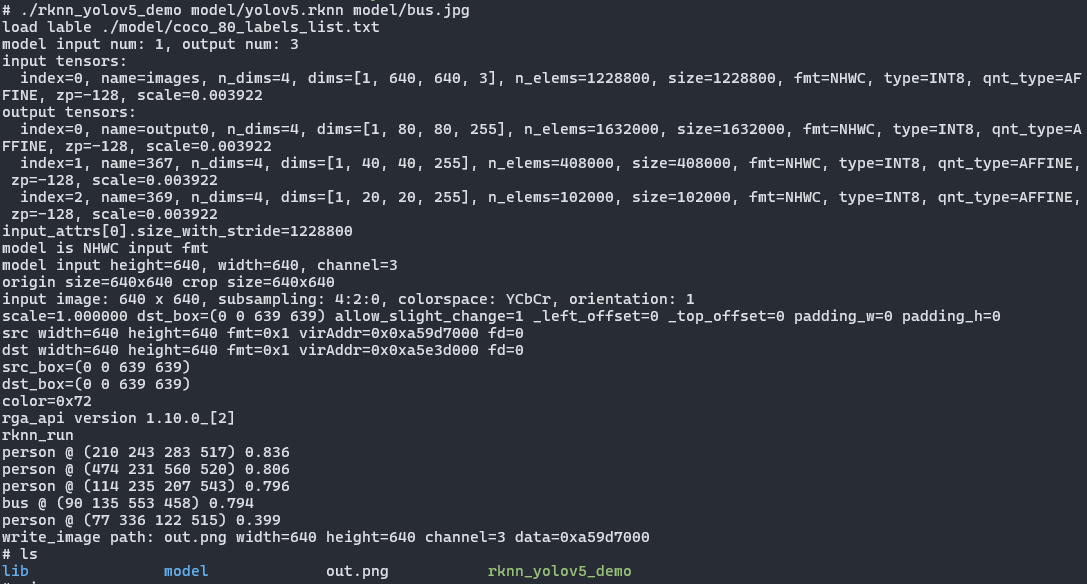 # ./rknn_yolov5_demo model/yolov5.rknn model/bus.jpg
load lable ./model/coco_80_labels_list.txt
model input num: 1, output num: 3
input tensors:
  index=0, name=images, n_dims=4, dims=[1, 640, 640, 3], n_elems=1228800, size=1228800, fmt=NHWC, type=INT8, qnt_type=AF
FINE, zp=-128, scale=0.003922
output tensors:
  index=0, name=output0, n_dims=4, dims=[1, 80, 80, 255], n_elems=1632000, size=1632000, fmt=NHWC, type=INT8, qnt_type=A
FFINE, zp=-128, scale=0.003922
  index=1, name=367, n_dims=4, dims=[1, 40, 40, 255], n_elems=408000, size=408000, fmt=NHWC, type=INT8, qnt_type=AFFINE,
 zp=-128, scale=0.003922
  index=2, name=369, n_dims=4, dims=[1, 20, 20, 255], n_elems=102000, size=102000, fmt=NHWC, type=INT8, qnt_type=AFFINE,
 zp=-128, scale=0.003922
input_attrs[0].size_with_stride=1228800
model is NHWC input fmt
model input height=640, width=640, channel=3
origin size=640x640 crop size=640x640
input image: 640 x 640, subsampling: 4:2:0, colorspace: YCbCr, orientation: 1
scale=1.000000 dst_box=(0 0 639 639) allow_slight_change=1 _left_offset=0 _top_offset=0 padding_w=0 padding_h=0
src width=640 height=640 fmt=0x1 virAddr=0x0xa59d7000 fd=0
dst width=640 height=640 fmt=0x1 virAddr=0x0xa5e3d000 fd=0
src_box=(0 0 639 639)
dst_box=(0 0 639 639)
color=0x72
rga_api version 1.10.0_[2]
rknn_run
person @ (210 243 283 517) 0.836
person @ (474 231 560 520) 0.806
person @ (114 235 207 543) 0.796
bus @ (90 135 553 458) 0.794
person @ (77 336 122 515) 0.399
write_image path: out.png width=640 height=640 channel=3 data=0xa59d7000
# ls
lib model out.png rknn_yolov5_demo